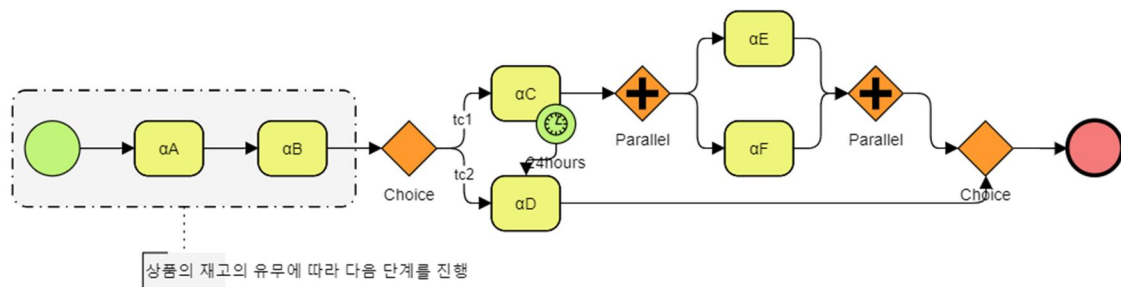 αE
αC
tc1
αA
αB
Parallel
αF
Parallel
24hours
tc2
Choice
αD
Choice
상품의 재고의 유무에 따라 다음 단계를 진행